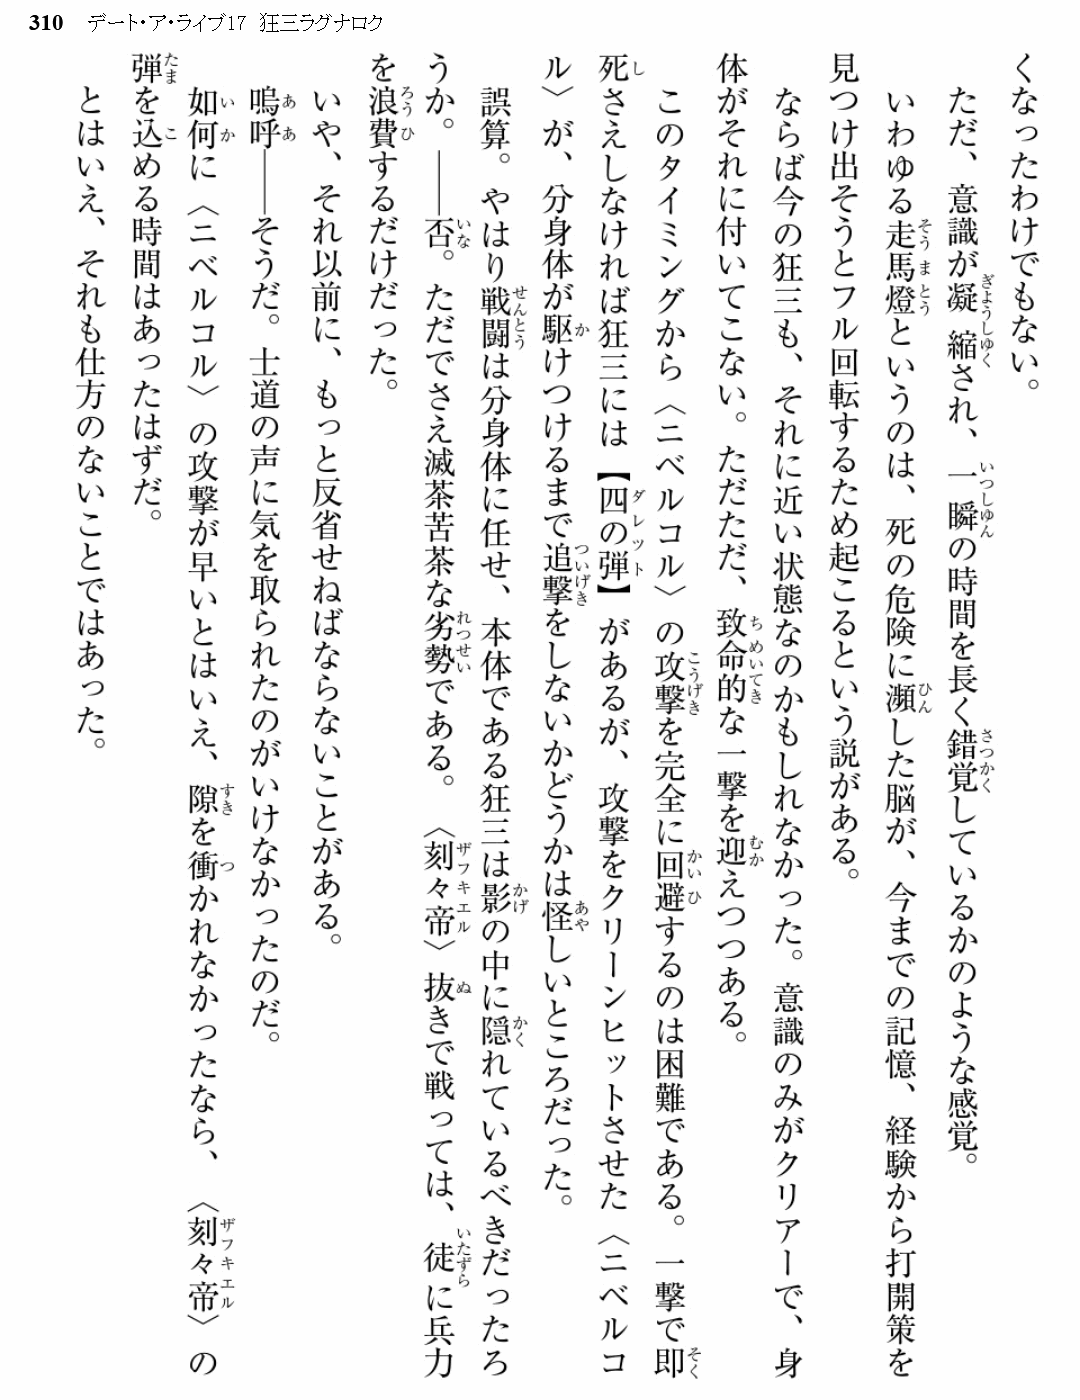 310 デート・ア・ライブ17 狂三ラグナロク
くなったわけでもない。
ただ、意識が凝縮され、一瞬の時間を長く錯覚しているかのような感覚。
いわゆる走馬燈というのは、死の危険に瀕した脳が、今までの記憶、経験から打開策を
見つけ出そうとフル回転するため起こるという説がある。
ならば今の狂三も、それに近い状態なのかもしれなかった。意識のみがクリアーで、身
体がそれに付いてこない。ただただ、致命的な一撃を迎えつつある。
このタイミングから〈ニベルコル〉の攻撃を完全に回避するのは困難である。一撃で即
死さえしなければ狂三には【四の弾】があるが、攻撃をクリーンヒットさせた〈ニベルコ
ル〉が、分身体が駆けつけるまで追撃をしないかどうかは怪しいところだった。
誤算。やはり戦闘は分身体に任せ、本体である狂三は影の中に隠れているべきだったろ
うか。――否。ただでさえ滅茶苦茶な劣勢である。〈刻々帝〉抜きで戦っては、徒に兵力
を浪費するだけだった。
いや、それ以前に、もっと反省せねばならないことがある。
嗚呼――そうだ。士道の声に気を取られたのがいけなかったのだ。
如何に〈ニベルコル〉の攻撃が早いとはいえ、隙を衝かれなかったなら、〈刻々帝〉の
弾を込める時間はあったはずだ。
とはいえ、それも仕方のないことではあった。